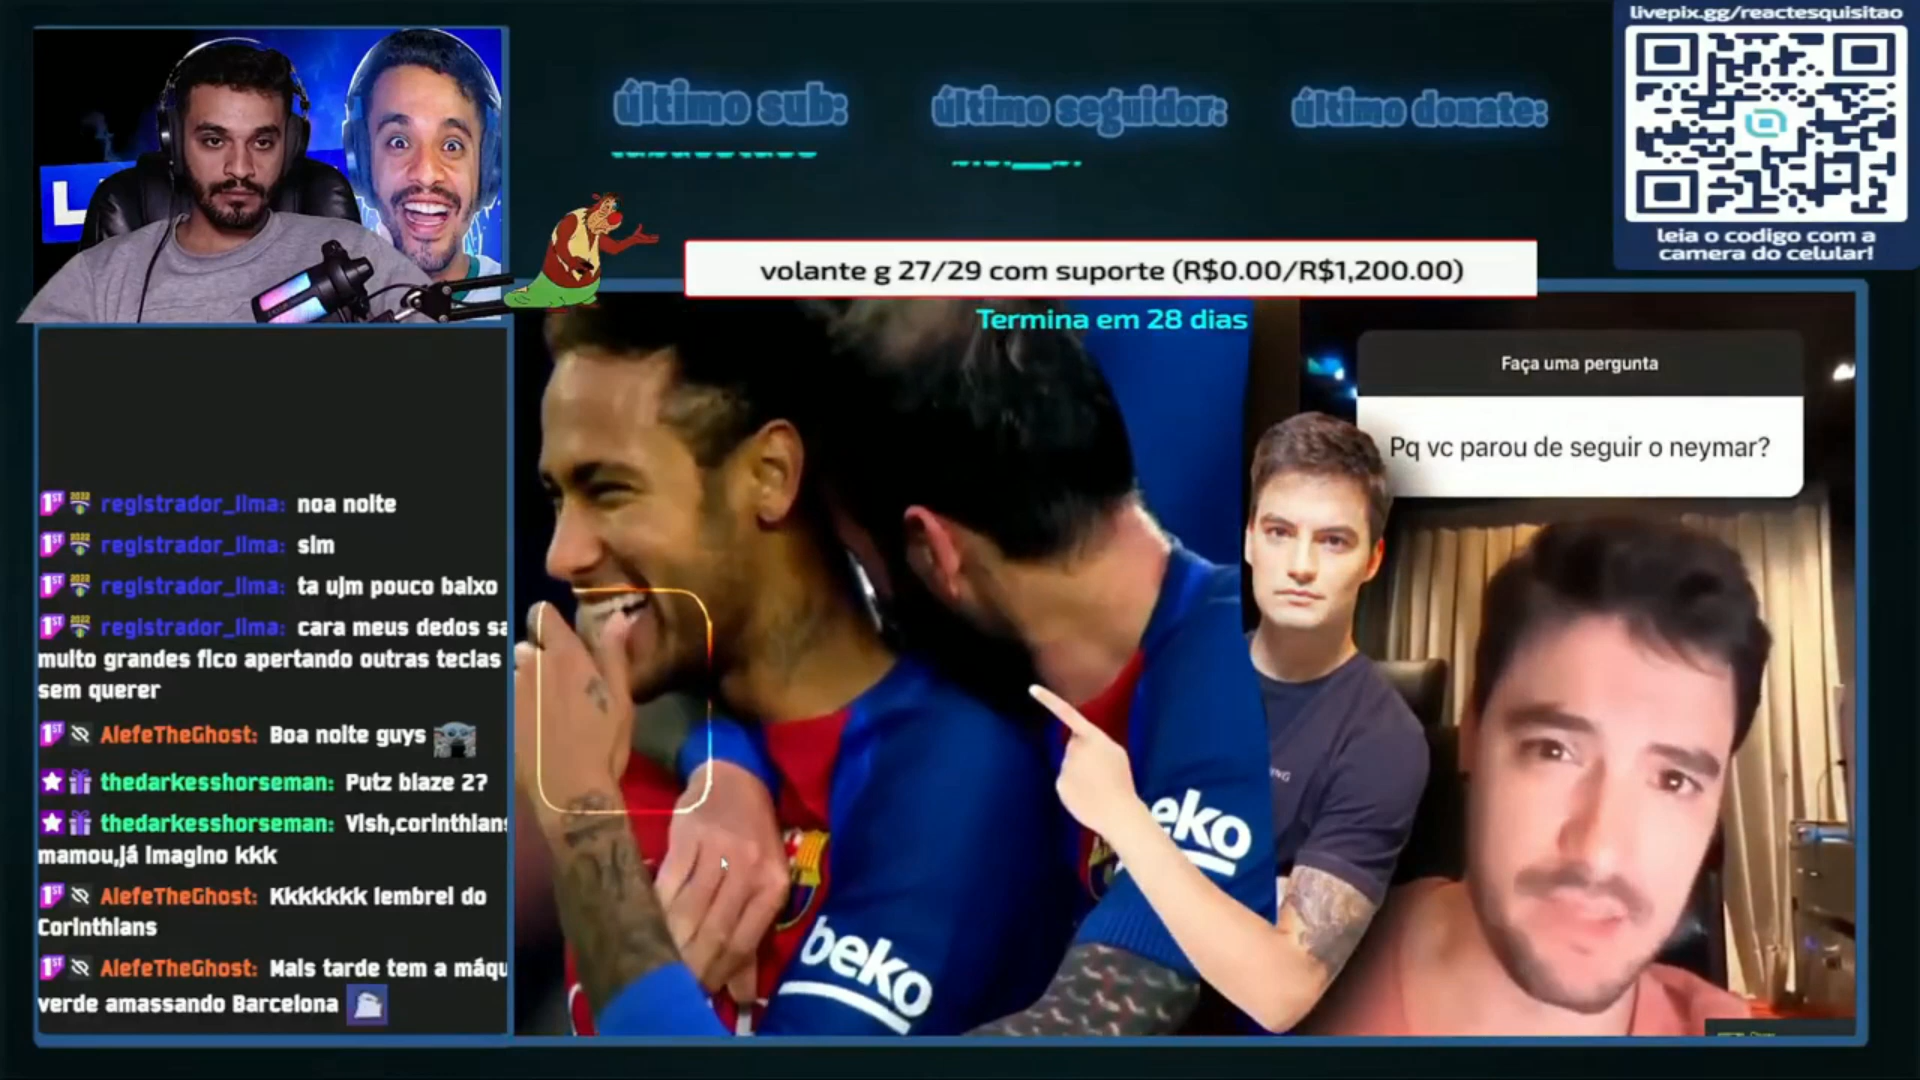 livepix.gg/reactesquisitao
último sub:
último seguidor:
último donate:
leia o codigo com a
camera do celular!
volante g 27/29 com suporte (R$0.00/R$1,200.00)
Termina em 28 dias
Faça uma pergunta
Pq vc parou de seguir o neymar?
registrador_lima: noa noite
registrador_lima: sim
registrador_lima: ta ujm pouco baixo
registrador_lima: cara meus dedos sa
muito grandes fico apertando outras teclas
sem querer
AlefeTheGhost: Boa noite guys
thedarkesshorseman: Putz blaze 2?
thedarkesshorseman: Vish,corinthians
mamou,já imagino kkk
AlefeTheGhost: Kkkkkkk lembrei do
Corinthians
AlefeTheGhost: Mais tarde tem a máqu
verde amassando Barcelona
beko
beko